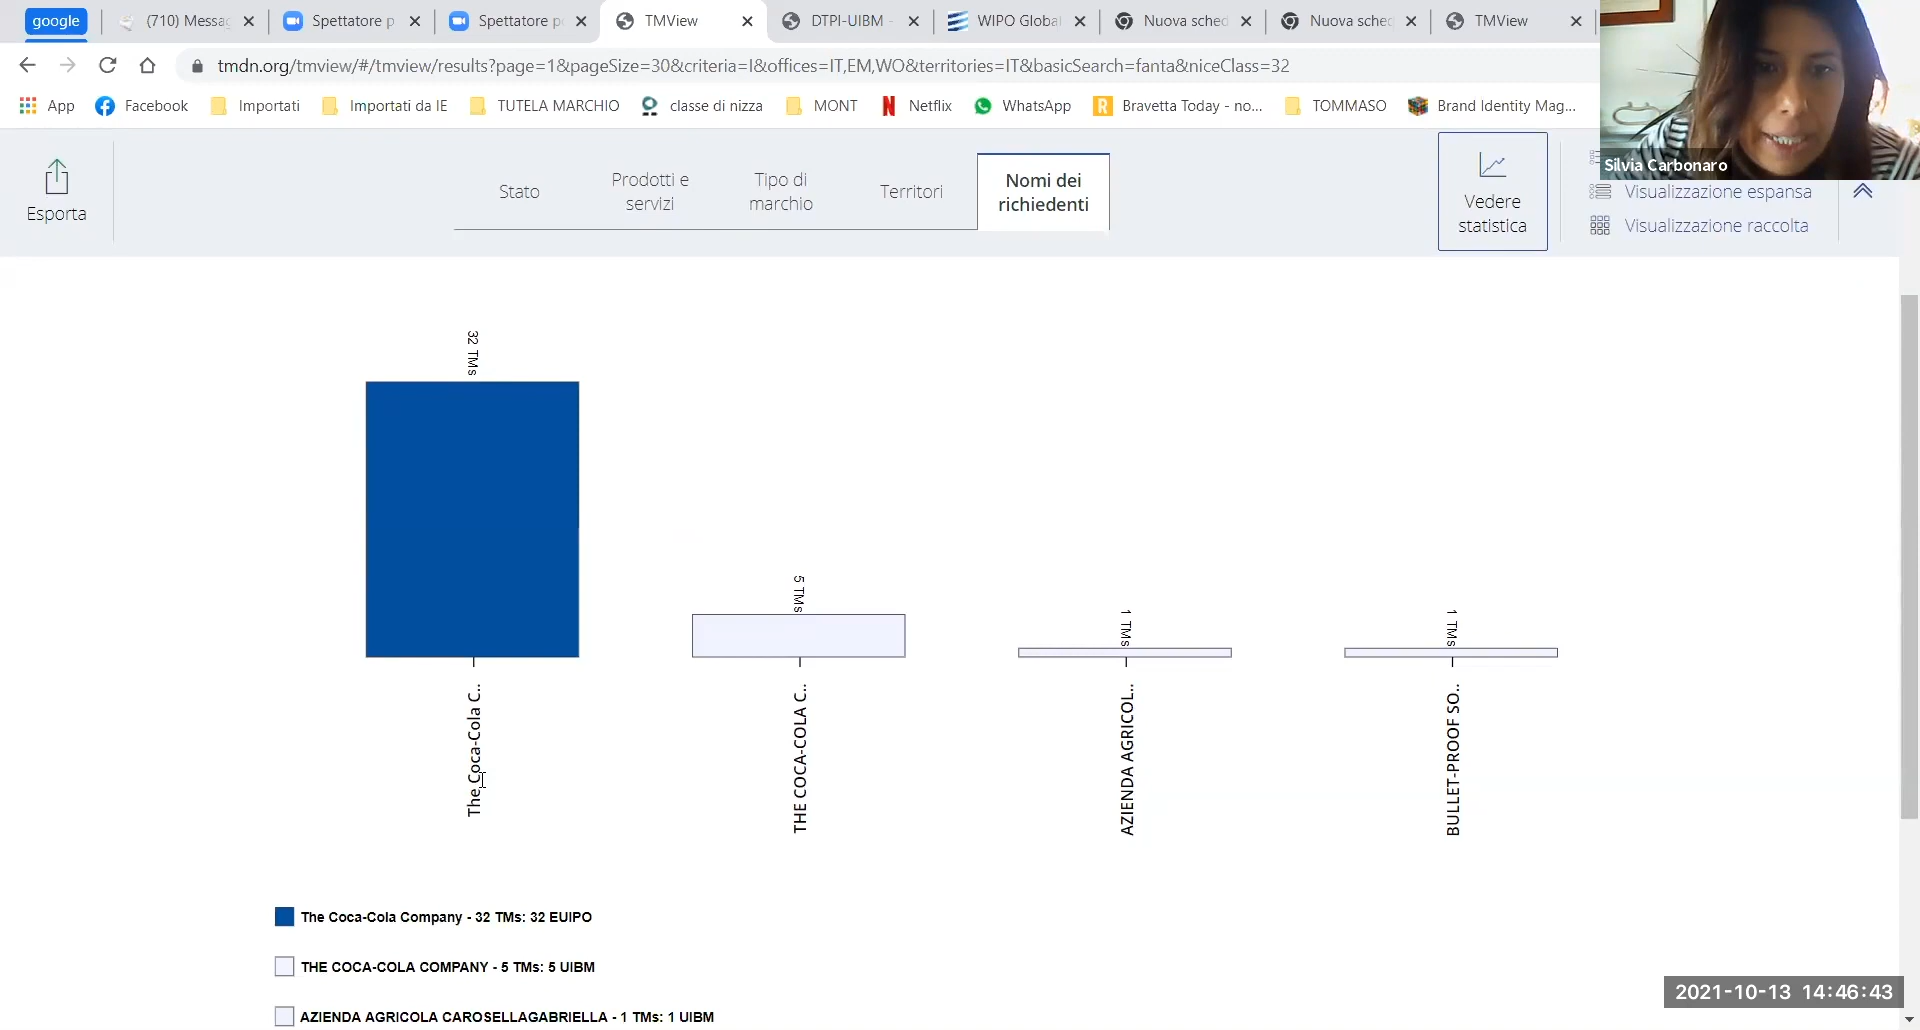 google
(710) Messag
Spettatore p
Spettatore po
TMView
DTPI-UIBM -
WIPO Global
Nuova sched
Nuova sched
TMView
tmdn.org/tmview/#/tmview/results?page=1&pageSize=30&criteria=I&offices=IT,EM,WO&territories=IT&basicSearch=fanta&niceClass=32
App
Facebook
Importati
Importati da IE
TUTELA MARCHIO
classe di nizza
MONT
Netflix
WhatsApp
Bravetta Today - no...
TOMMASO
Brand Identity Mag...
Silvia Carbonaro
Esporta
Stato
Prodotti e
servizi
Tipo di
marchio
Territori
Nomi dei
richiedenti
Vedere
statistica
Visualizzazione espansa
Visualizzazione raccolta
32 TMs
5 TMs
1 TMs
1 TMs
The Coca-Cola C..
THE COCA-COLA C..
AZIENDA AGRICOL..
BULLET-PROOF SO..
The Coca-Cola Company - 32 TMs: 32 EUIPO
THE COCA-COLA COMPANY - 5 TMs: 5 UIBM
AZIENDA AGRICOLA CAROSELLAGABRIELLA - 1 TMs: 1 UIBM
2021-10-13 14:46:43